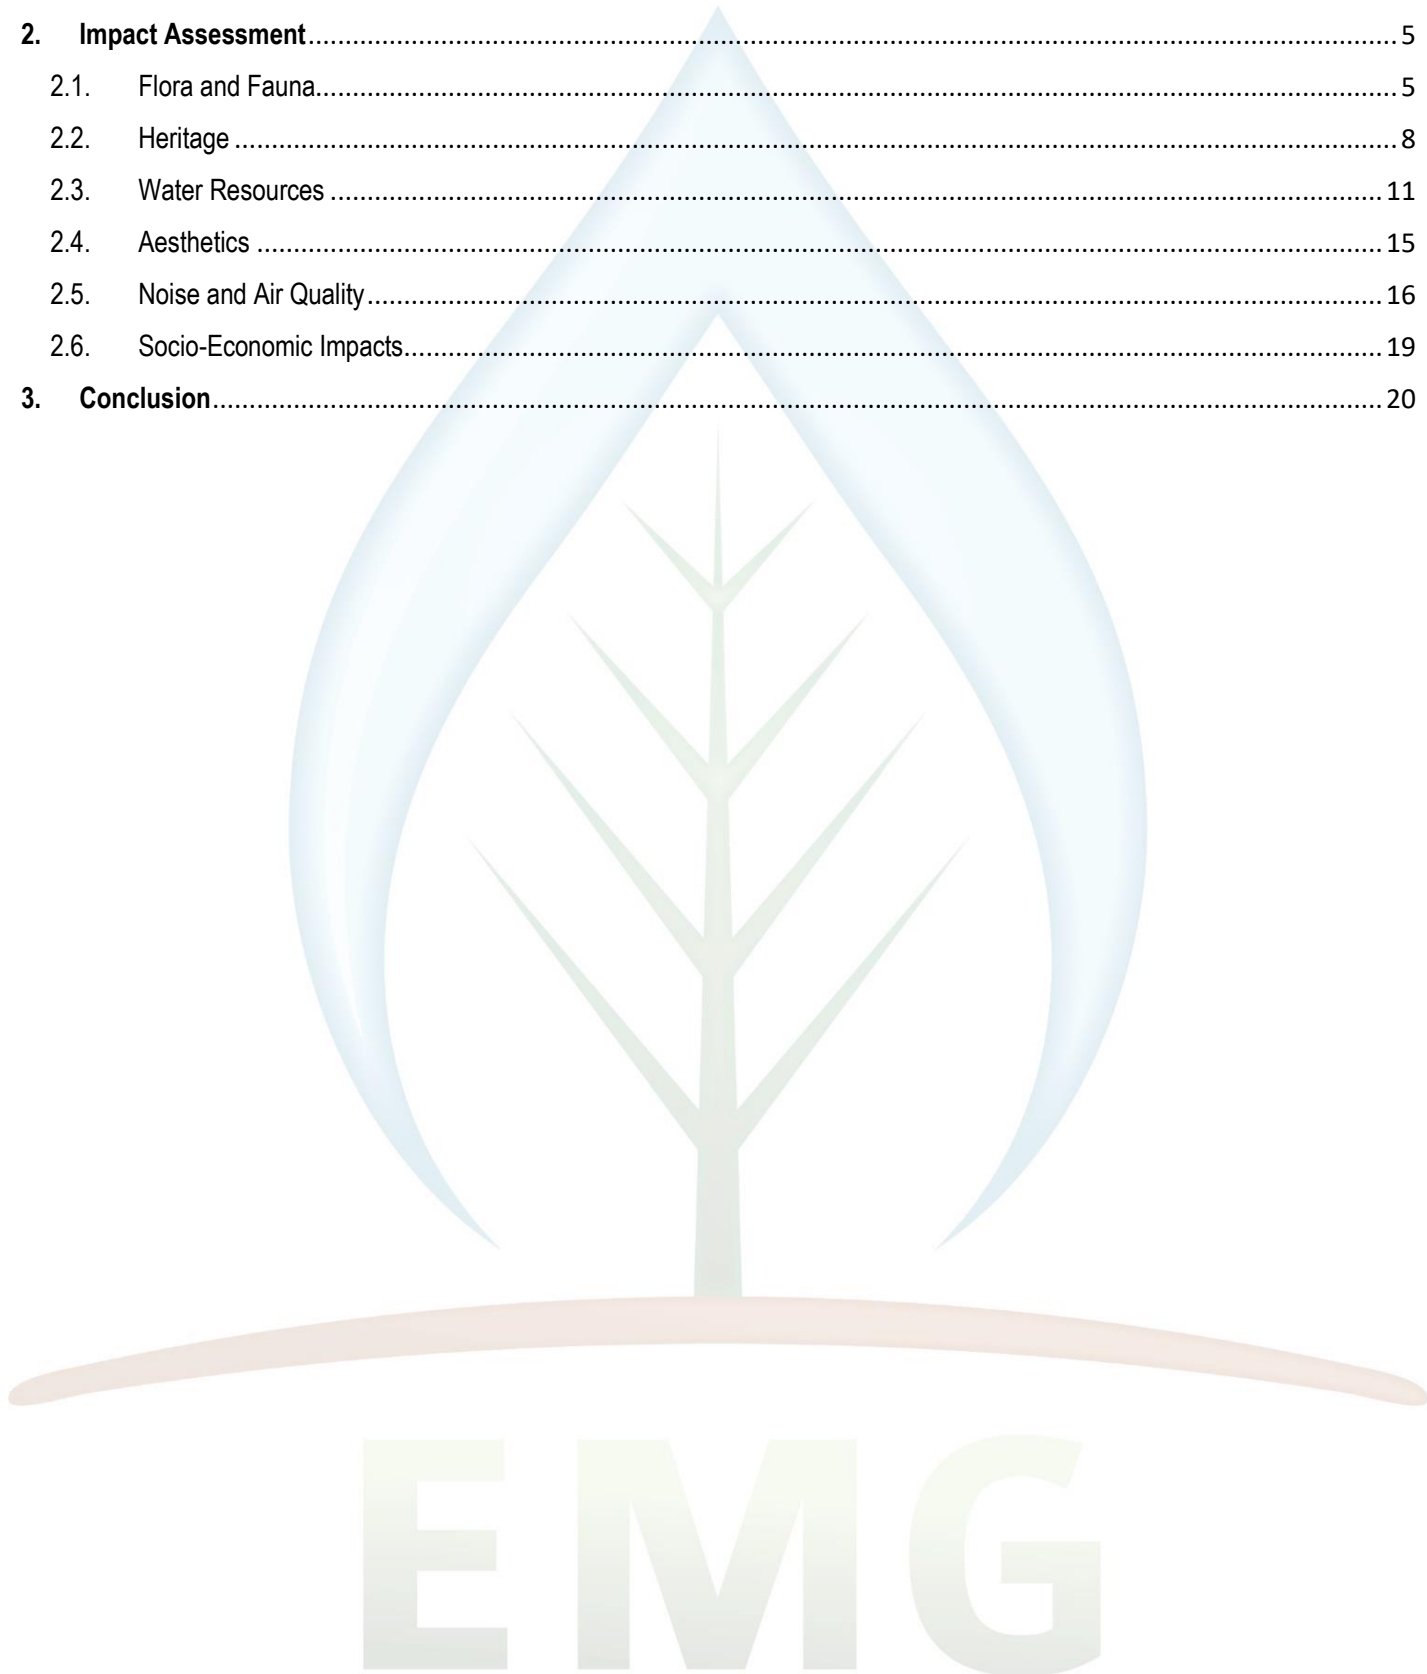 2. Impact Assessment 5
2.1. Flora and Fauna 5
2.2. Heritage 8
2.3. Water Resources 11
2.4. Aesthetics 15
2.5. Noise and Air Quality 16
2.6. Socio-Economic Impacts 19
3. Conclusion 20
EMG